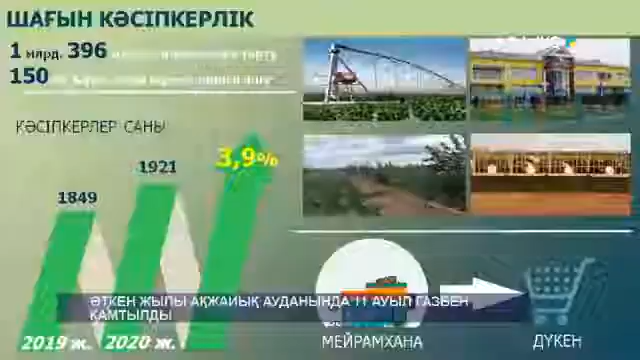 ШАҒЫН КӘСІПКЕРЛІК
1 млрд. 396
150
КӘСІПКЕРЛЕР САНЫ
1849
1921
3,9%
2019 ж.
2020 ж.
МЕЙРАМХАНА
ДҮКЕН
ӨТКЕН ЖЫЛЫ АҚЖАЙЫҚ АУДАНЫНДА 11 АУЫЛ ГАЗБЕН
ҚАМТЫЛДЫ